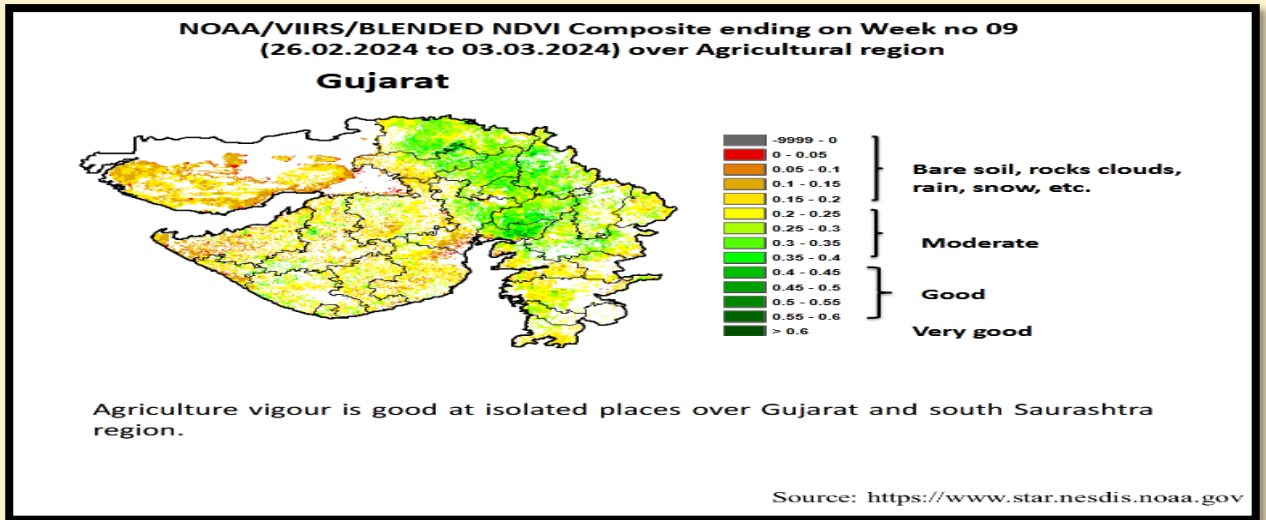 NOAA/VIIRS/BLENDED NDVI Composite ending on Week no 09
(26.02.2024 to 03.03.2024) over Agricultural region
Gujarat
-9999 - 0
0 - 0.05
0.05 - 0.1
0.1 - 0.15
0.15 - 0.2
0.2 - 0.25
0.25 - 0.3
0.3 - 0.35
0.35 - 0.4
0.4 - 0.45
0.45 - 0.5
0.5 - 0.55
0.55 - 0.6
> 0.6
Bare soil, rocks clouds,
rain, snow, etc.
Moderate
Good
Very good
Agriculture vigour is good at isolated places over Gujarat and south Saurashtra
region.
Source: https://www.star.nesdis.noaa.gov